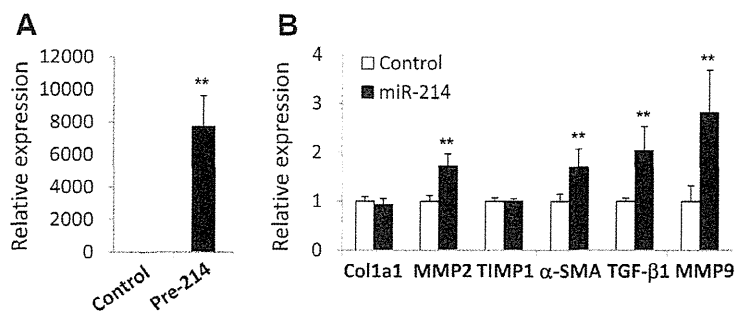 A
Relative expression
12000
10000
8000
6000
4000
2000
0
**
Control
Pre-214
B
Relative expression
4
3
2
1
0
Control
miR-214
**
**
**
**
Col1a1 MMP2 TIMP1 α-SMA TGF-β1 MMP9